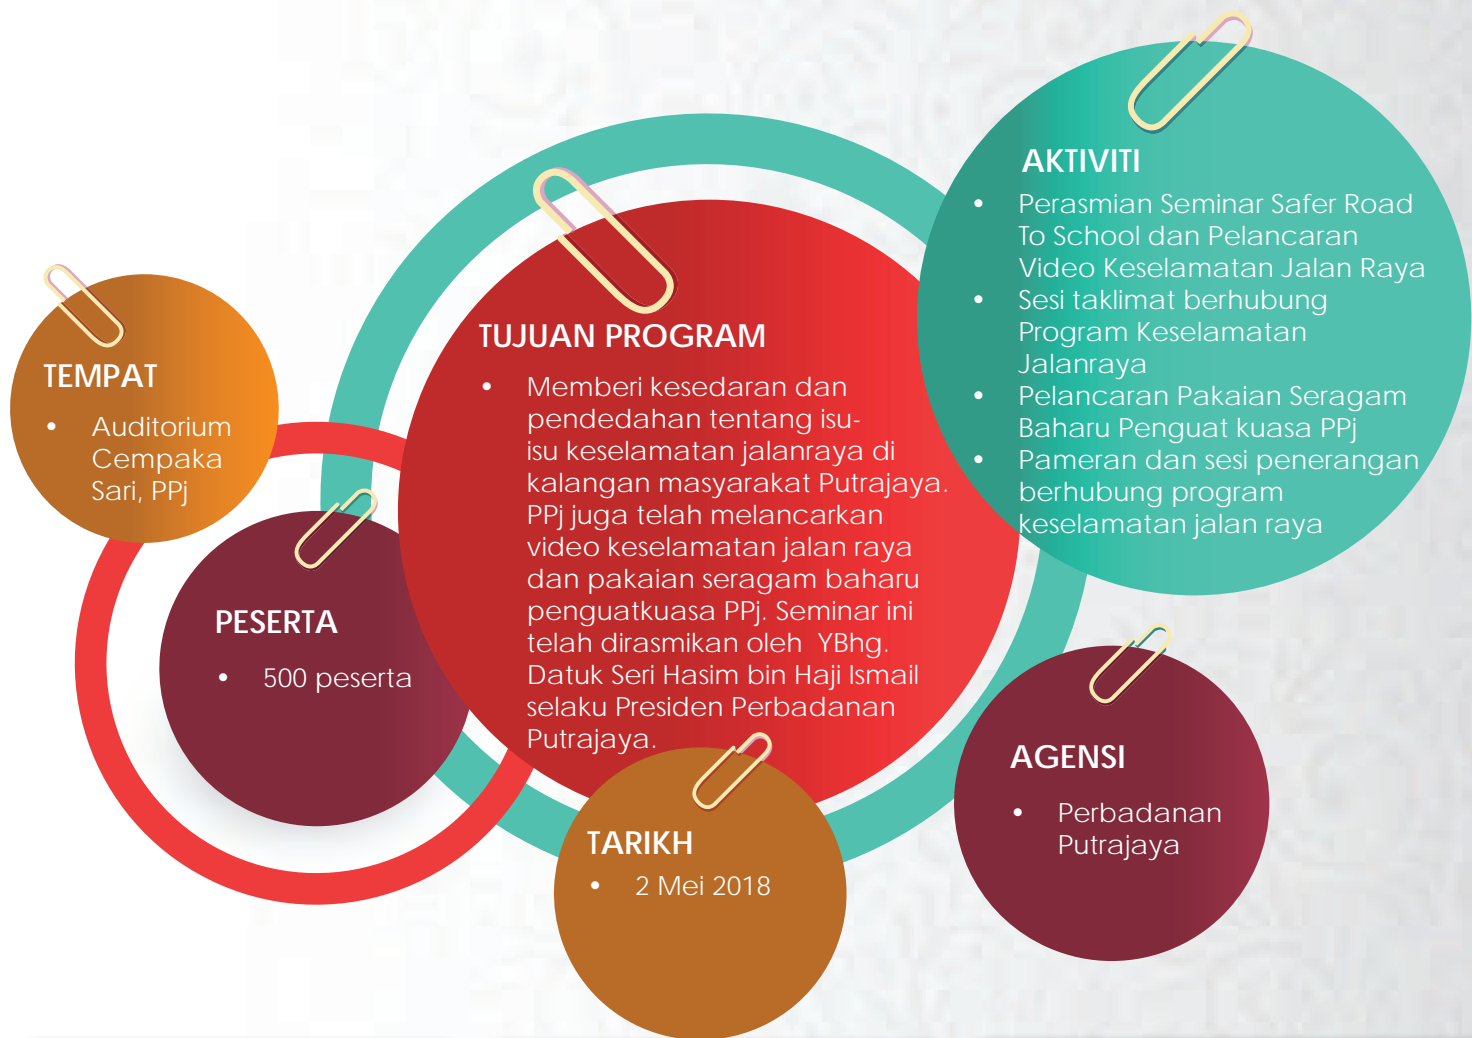 TEMPAT
• Auditorium
Cempaka
Sari, PPj
PESERTA
• 500 peserta
TUJUAN PROGRAM
• Memberi kesedaran dan
pendedahan tentang isu-
isu keselamatan jalanraya di
kalangan masyarakat Putrajaya.
PPj juga telah melancarkan
video keselamatan jalan raya
dan pakaian seragam baharu
penguatkuasa PPj. Seminar ini
telah dirasmikan oleh YBhg.
Datuk Seri Hasim bin Haji Ismail
selaku Presiden Perbadanan
Putrajaya.
TARIKH
• 2 Mei 2018
AKTIVITI
• Perasmian Seminar Safer Road
To School dan Pelancaran
Video Keselamatan Jalan Raya
• Sesi taklimat berhubung
Program Keselamatan
Jalanraya
• Pelancaran Pakaian Seragam
Baharu Penguat kuasa PPj
• Pameran dan sesi penerangan
berhubung program
keselamatan jalan raya
AGENSI
• Perbadanan
Putrajaya